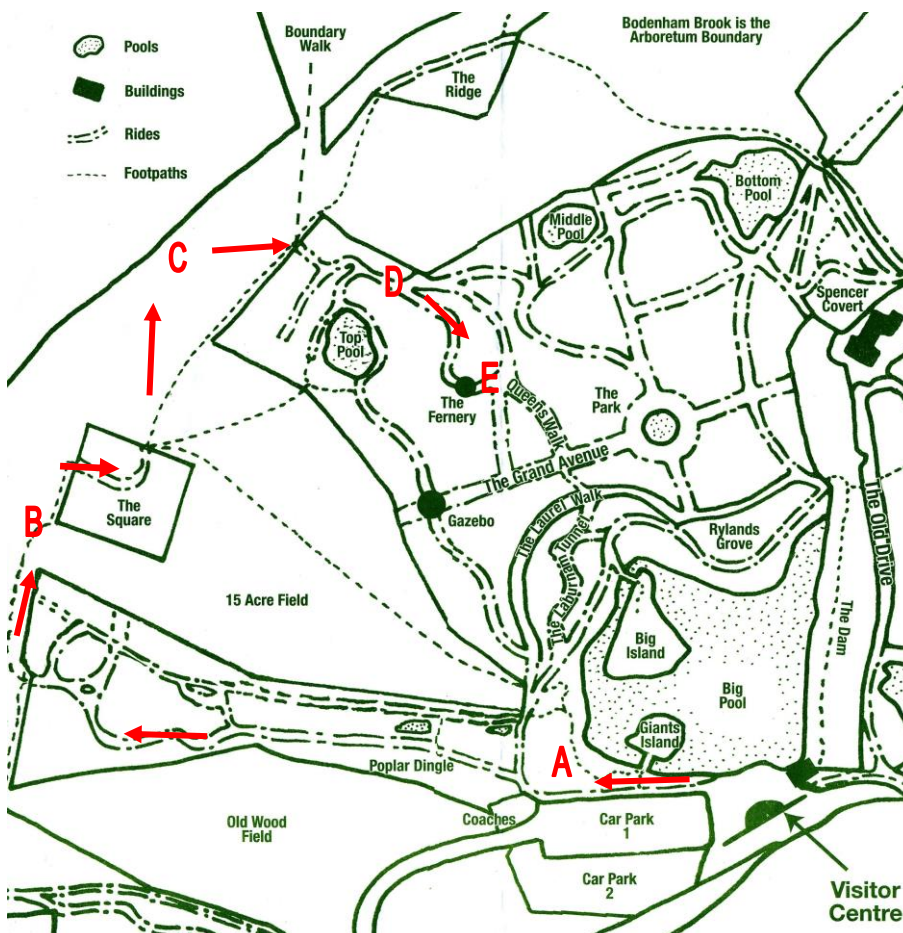 Pools
Buildings
Rides
Footpaths
Boundary
Walk
The
Ridge
Bodenham Brook is the
Arboretum Boundary
Bottom
Pool
Middle
Pool
C
D
Spencer
Covert
Top
Pool
E
The
Fernery
Queen's Walk
The
Park
The Grand Avenue
The
Square
B
Gazebo
The Laurel Walk
The Laburnam
Tunnel
Rylands
Grove
The Old Drive
The Dam
15 Acre Field
Big
Island
Big
Pool
Giants
Island
A
Poplar Dingle
Old Wood
Field
Coaches
Car Park
1
Car Park
2
Visitor
Centre